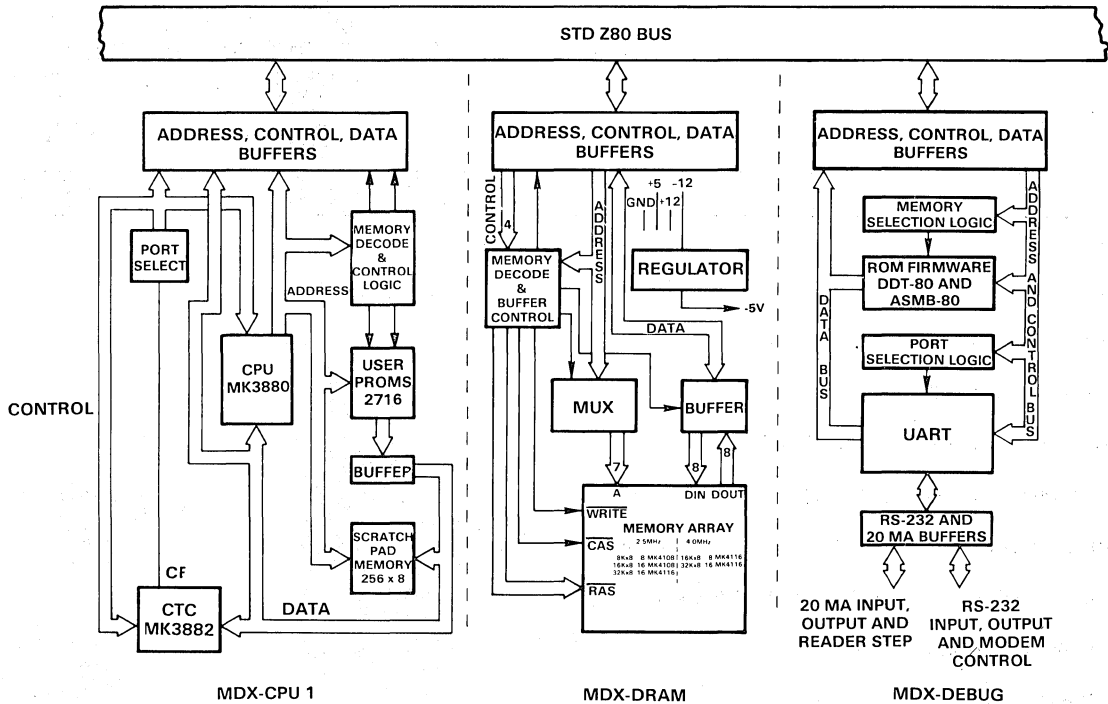 STD Z80 BUS
ADDRESS, CONTROL, DATA
BUFFERS
PORT
SELECT
MEMORY
DECODE
&
CONTROL
LOGIC
ADDRESS
CPU
MK3880
USER
PROMS
2716
CONTROL
BUFFEP
SCRATCH
PAD
MEMORY
256 x 8
CF
CTC
MK3882
DATA
MDX-CPU 1
ADDRESS, CONTROL, DATA
BUFFERS
CONTROL
4
ADDRESS
+5 -12
GND +12
MEMORY
DECODE
&
BUFFER
CONTROL
REGULATOR
-5V
DATA
MUX
BUFFER
7
8
8
A DIN DOUT
WRITE
MEMORY ARRAY
2 5MHz 4 0MHz
CAS
8Kx8 8 MK4108 16Kx8 8 MK4116
16Kx8 16 MK4108 32Kx8 16 MK4116
32Kx8 16 MK4116
RAS
MDX-DRAM
ADDRESS, CONTROL, DATA
BUFFERS
MEMORY
SELECTION LOGIC
ADDRESS AND CONTROL BUS
ROM FIRMWARE
DDT-80 AND
ASMB-80
DATA BUS
PORT
SELECTION LOGIC
UART
RS-232 AND
20 MA BUFFERS
20 MA INPUT,
OUTPUT AND
READER STEP
RS-232
INPUT, OUTPUT
AND MODEM
CONTROL
MDX-DEBUG